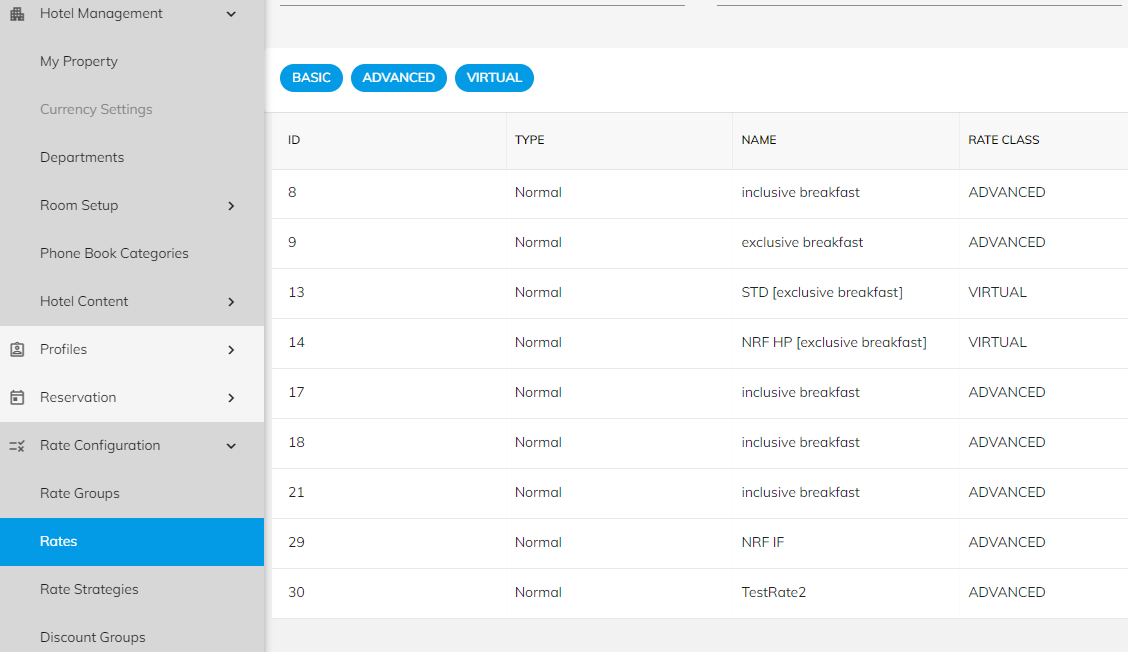 Hotel Management
My Property
Currency Settings
Departments
Room Setup
Phone Book Categories
Hotel Content
Profiles
Reservation
Rate Configuration
Rate Groups
Rates
Rate Strategies
Discount Groups
BASIC ADVANCED VIRTUAL
ID TYPE NAME RATE CLASS
8 Normal inclusive breakfast ADVANCED
9 Normal exclusive breakfast ADVANCED
13 Normal STD [exclusive breakfast] VIRTUAL
14 Normal NRF HP [exclusive breakfast] VIRTUAL
17 Normal inclusive breakfast ADVANCED
18 Normal inclusive breakfast ADVANCED
21 Normal inclusive breakfast ADVANCED
29 Normal NRF IF ADVANCED
30 Normal TestRate2 ADVANCED